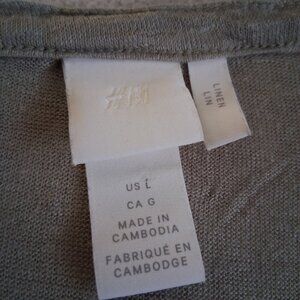 H&M
LINEN
LIN
US L
CA G
MADE IN
CAMBODIA
FABRIQUÉ EN
CAMBODGE